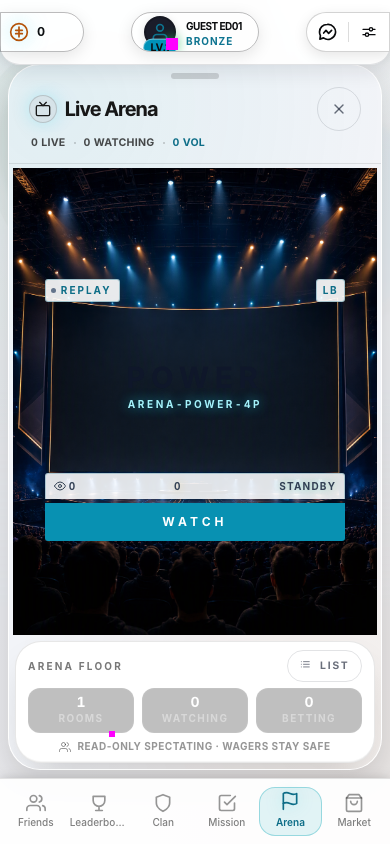 0
GUEST ED01
BRONZE
LV.
Live Arena
0 LIVE · 0 WATCHING · 0 VOL
REPLAY
LB
POWER
ARENA-POWER-4P
0
0
STANDBY
WATCH
ARENA FLOOR
LIST
1
ROOMS
0
WATCHING
0
BETTING
READ-ONLY SPECTATING · WAGERS STAY SAFE
Friends
Leaderbo...
Clan
Mission
Arena
Market